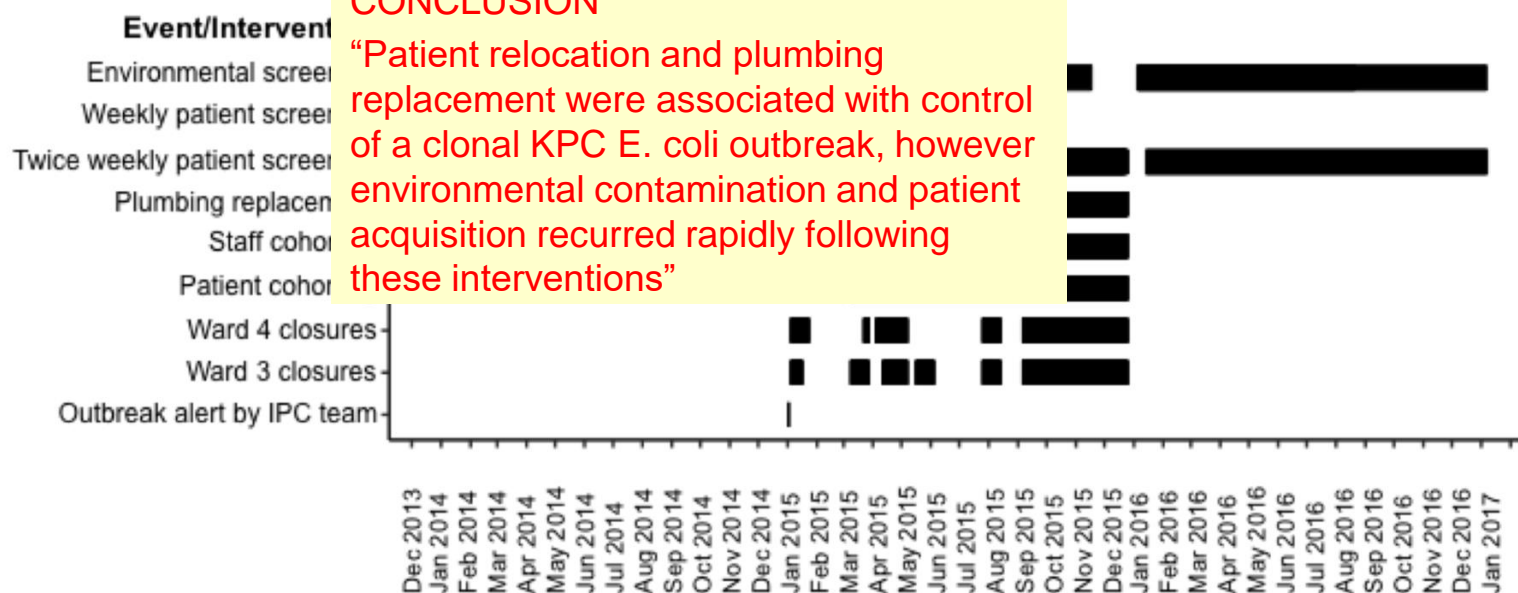 CONCLUSION
Event/Intervent
“Patient relocation and plumbing
replacement were associated with control
of a clonal KPC E. coli outbreak, however
environmental contamination and patient
acquisition recurred rapidly following
these interventions”
Environmental screen
Weekly patient screen
Twice weekly patient screen
Plumbing replacem
Staff cohor
Patient cohor
Ward 4 closures
Ward 3 closures
Outbreak alert by IPC team
Dec 2013
Jan 2014
Feb 2014
Mar 2014
Apr 2014
May 2014
Jun 2014
Jul 2014
Aug 2014
Sep 2014
Oct 2014
Nov 2014
Dec 2014
Jan 2015
Feb 2015
Mar 2015
Apr 2015
May 2015
Jun 2015
Jul 2015
Aug 2015
Sep 2015
Oct 2015
Nov 2015
Dec 2015
Jan 2016
Feb 2016
Mar 2016
Apr 2016
May 2016
Jun 2016
Jul 2016
Aug 2016
Sep 2016
Oct 2016
Nov 2016
Dec 2016
Jan 2017